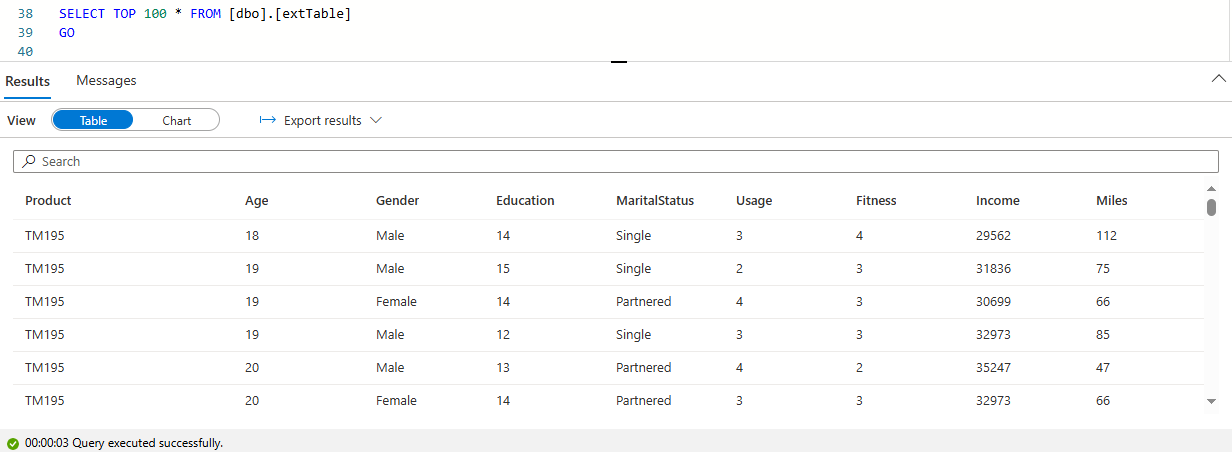 38 SELECT TOP 100 * FROM [dbo].[extTable]
39 GO
40
Results Messages
View Table Chart Export results
Search
Product Age Gender Education MaritalStatus Usage Fitness Income Miles
TM195 18 Male 14 Single 3 4 29562 112
TM195 19 Male 15 Single 2 3 31836 75
TM195 19 Female 14 Partnered 4 3 30699 66
TM195 19 Male 12 Single 3 3 32973 85
TM195 20 Male 13 Partnered 4 2 35247 47
TM195 20 Female 14 Partnered 3 3 32973 66
00:00:03 Query executed successfully.